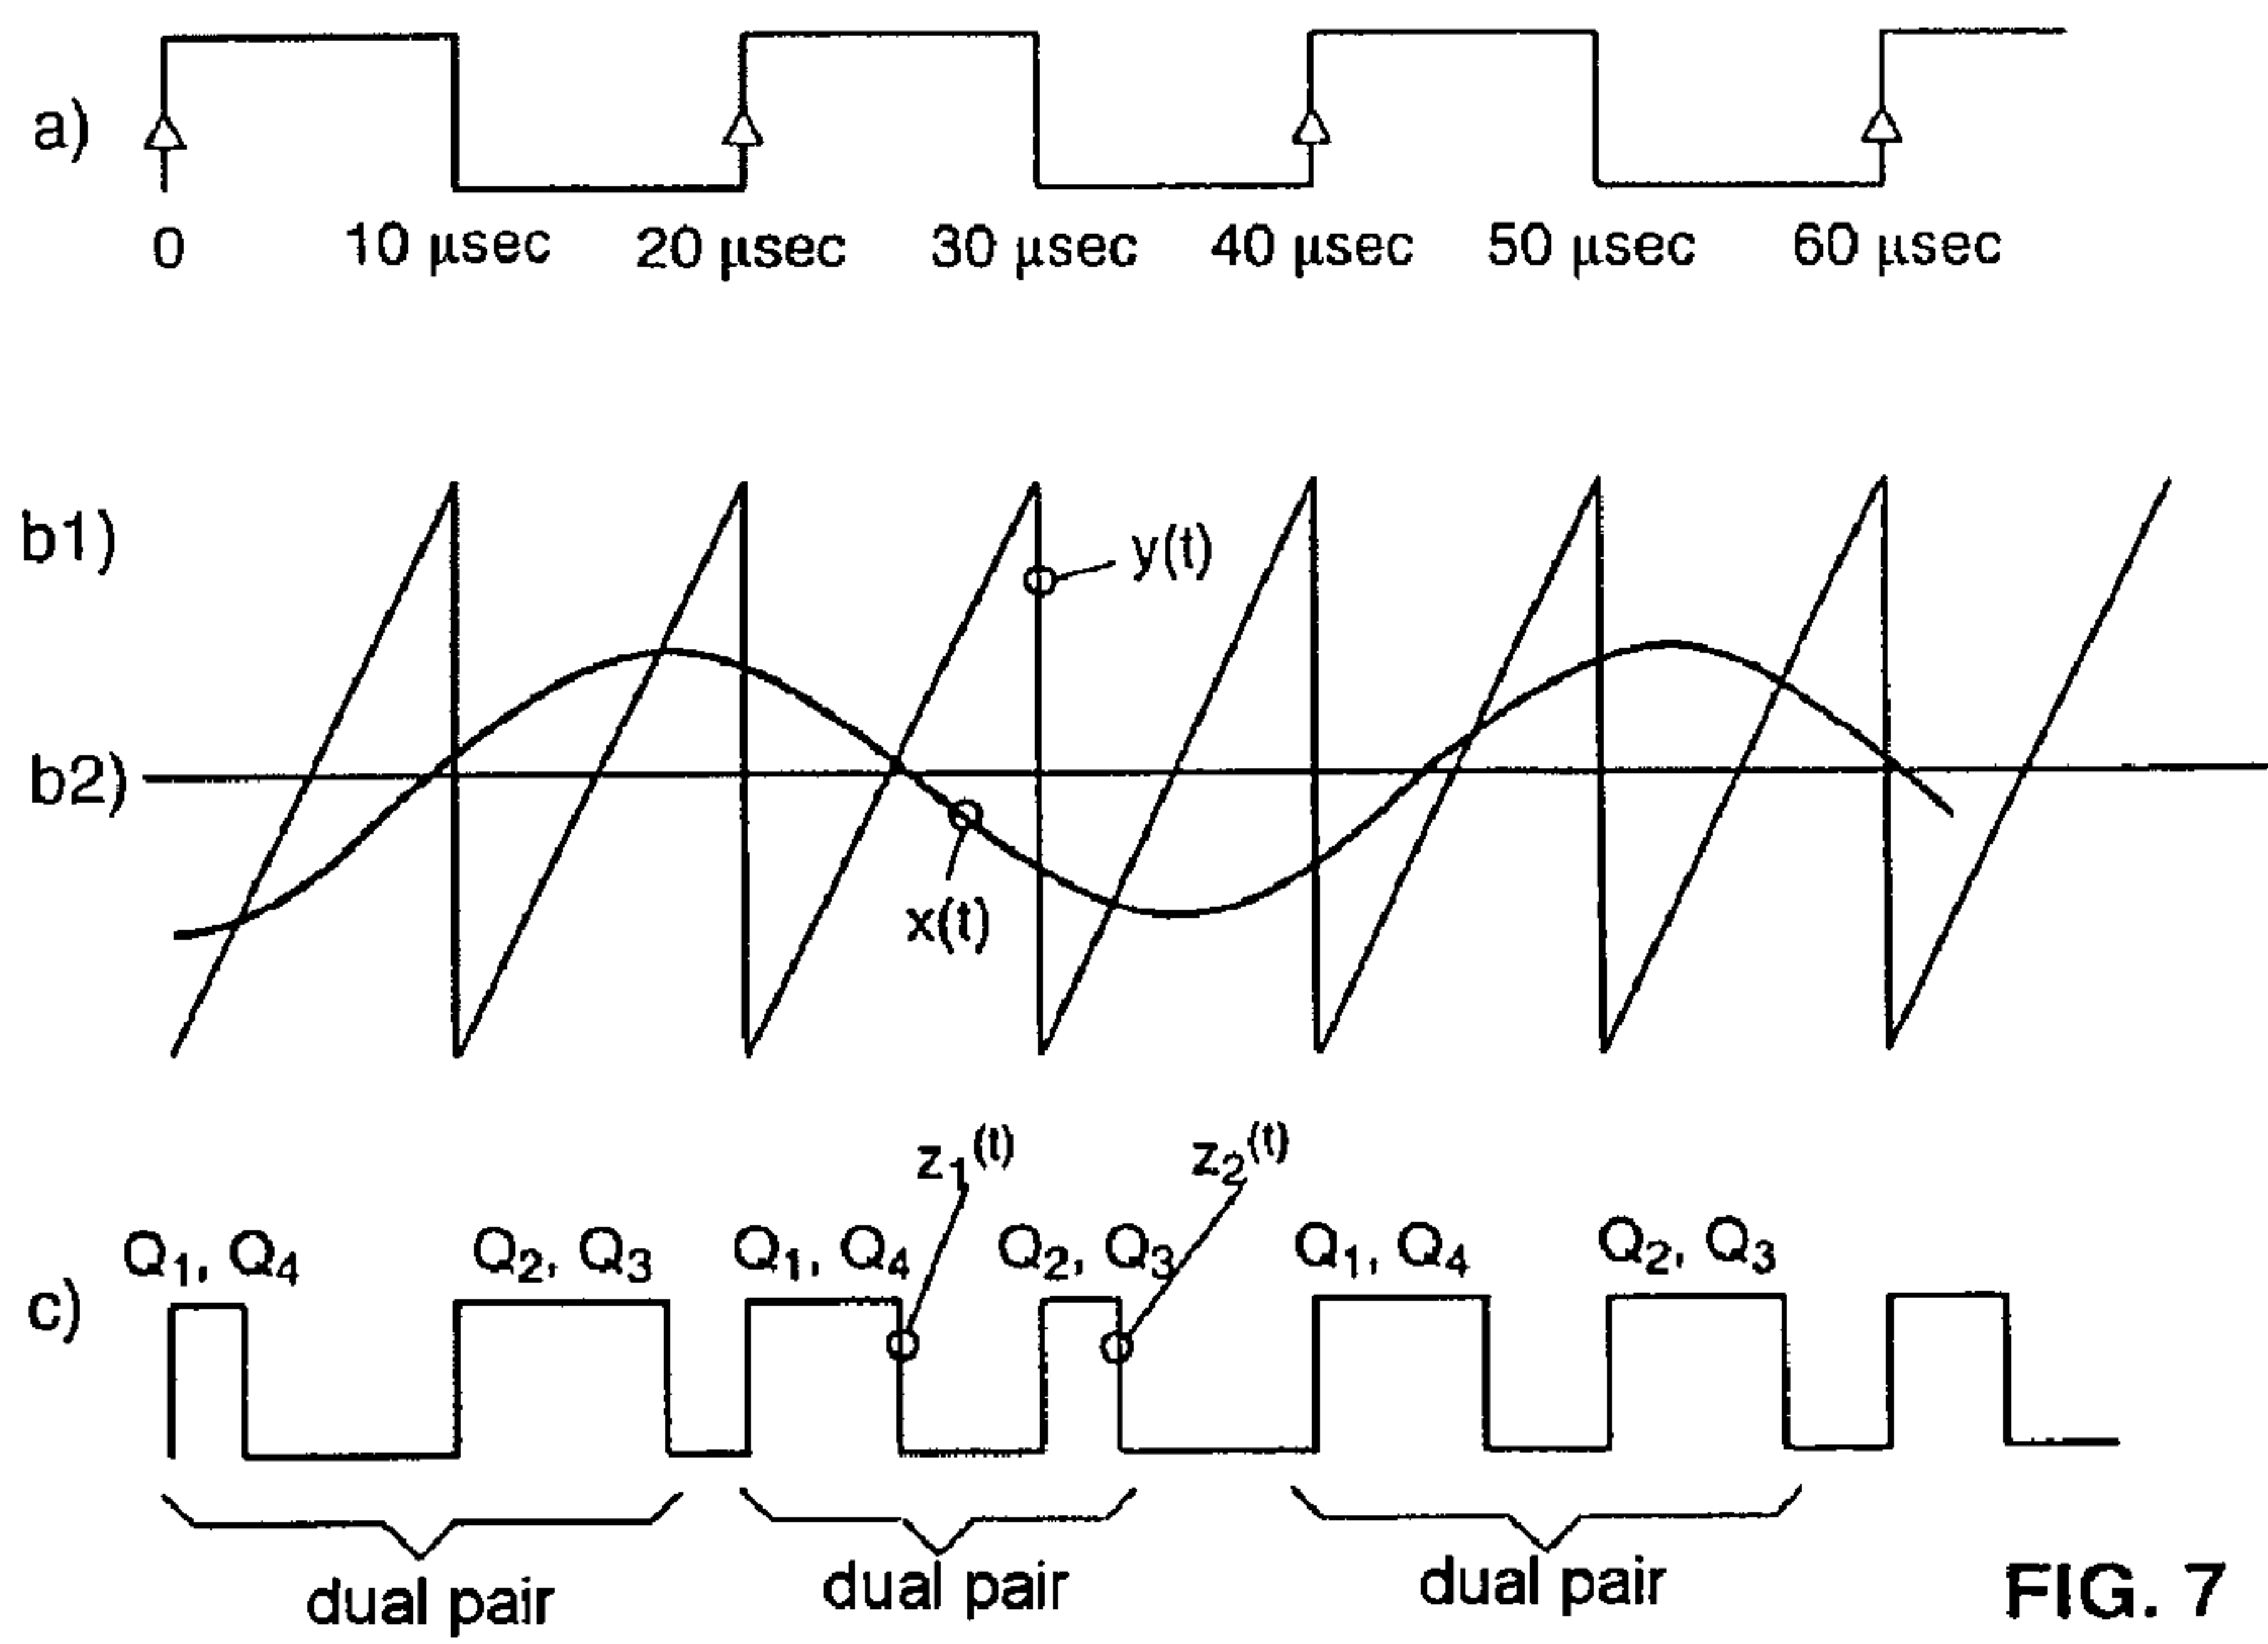 a)
0 10 μsec 20 μsec 30 μsec 40 μsec 50 μsec 60 μsec
b1)
y(t)
b2)
x(t)
z₁(t) z₂(t)
Q₁, Q₄ Q₂, Q₃ Q₁, Q₄ Q₂, Q₃ Q₁, Q₄ Q₂, Q₃
c)
dual pair dual pair dual pair
FIG. 7